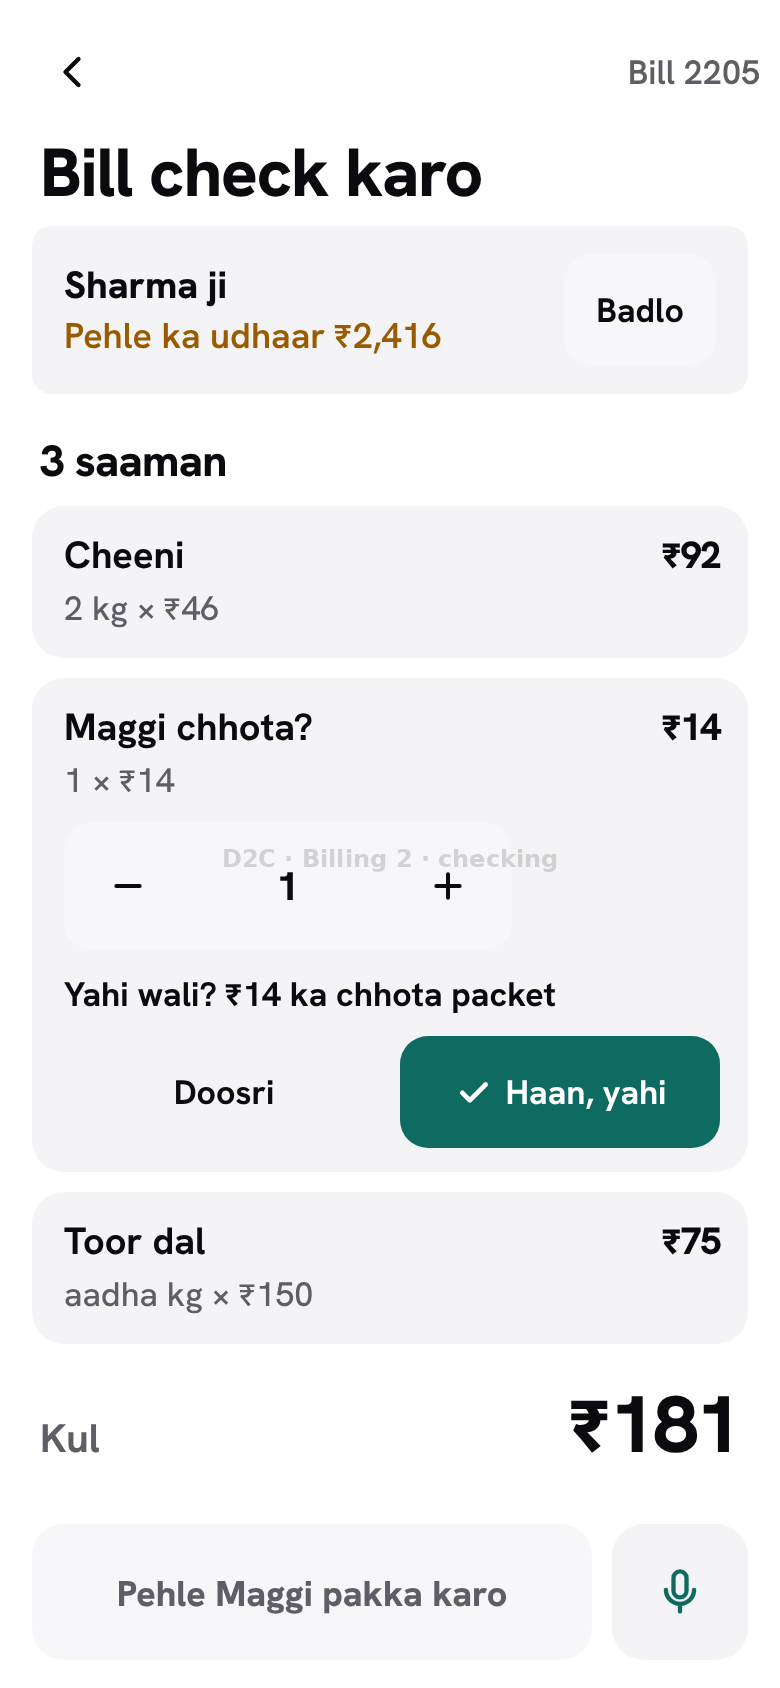 Bill 2205
Bill check karo
Sharma ji
Pehle ka udhaar ₹2,416
Badlo
3 saaman
Cheeni
₹92
2 kg × ₹46
Maggi chhota?
₹14
1 × ₹14
D2C · Billing 2 · checking
1
Yahi wali? ₹14 ka chhota packet
Doosri
Haan, yahi
Toor dal
₹75
aadha kg × ₹150
Kul
₹181
Pehle Maggi pakka karo